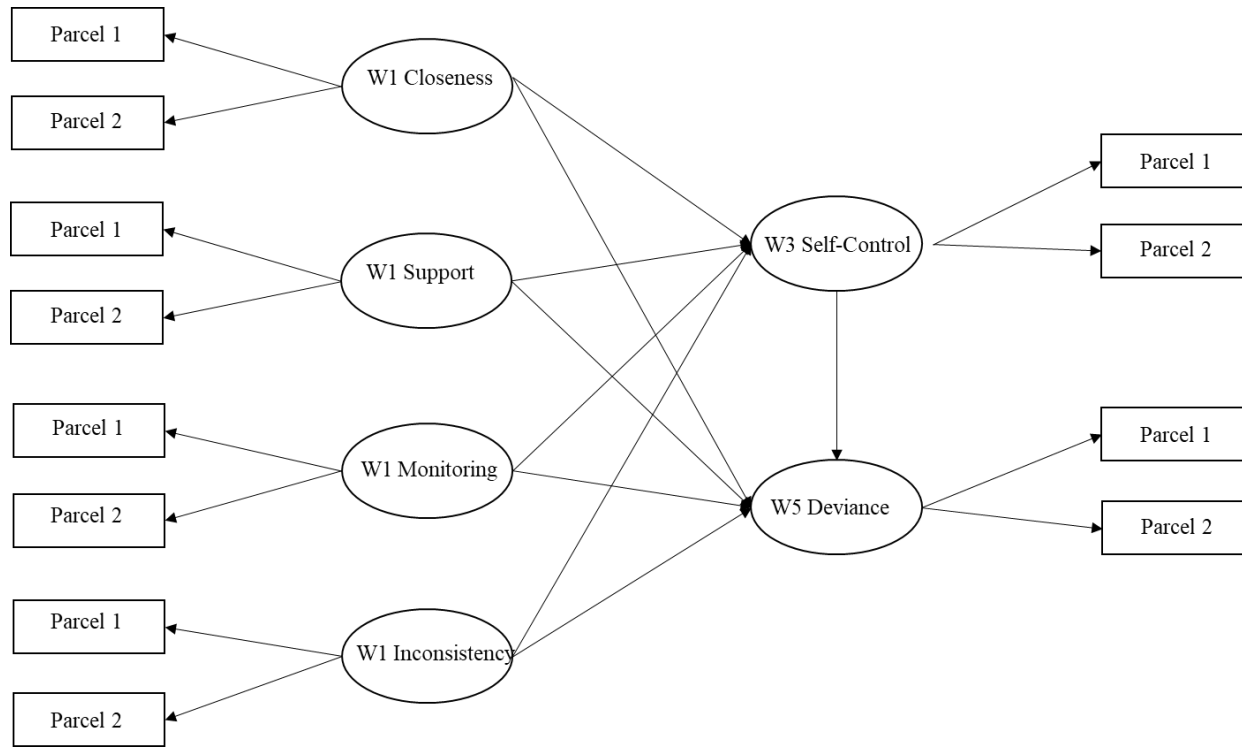 Parcel 1
Parcel 2
W1 Closeness
Parcel 1
Parcel 2
W1 Support
Parcel 1
Parcel 2
W1 Monitoring
Parcel 1
Parcel 2
W1 Inconsistency
W3 Self-Control
Parcel 1
Parcel 2
W5 Deviance
Parcel 1
Parcel 2